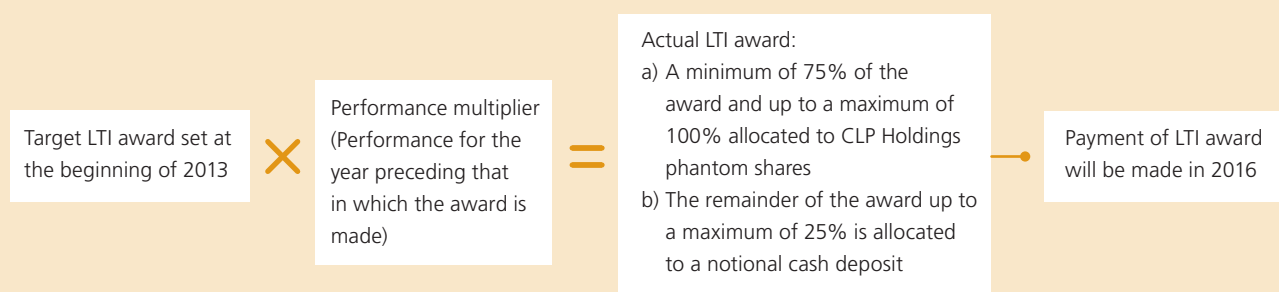 Target LTI award set at
the beginning of 2013
×
Performance multiplier
(Performance for the
year preceding that
in which the award is
made)
=
Actual LTI award:
a) A minimum of 75% of the
award and up to a maximum of
100% allocated to CLP Holdings
phantom shares
b) The remainder of the award up to
a maximum of 25% is allocated
to a notional cash deposit
Payment of LTI award
will be made in 2016